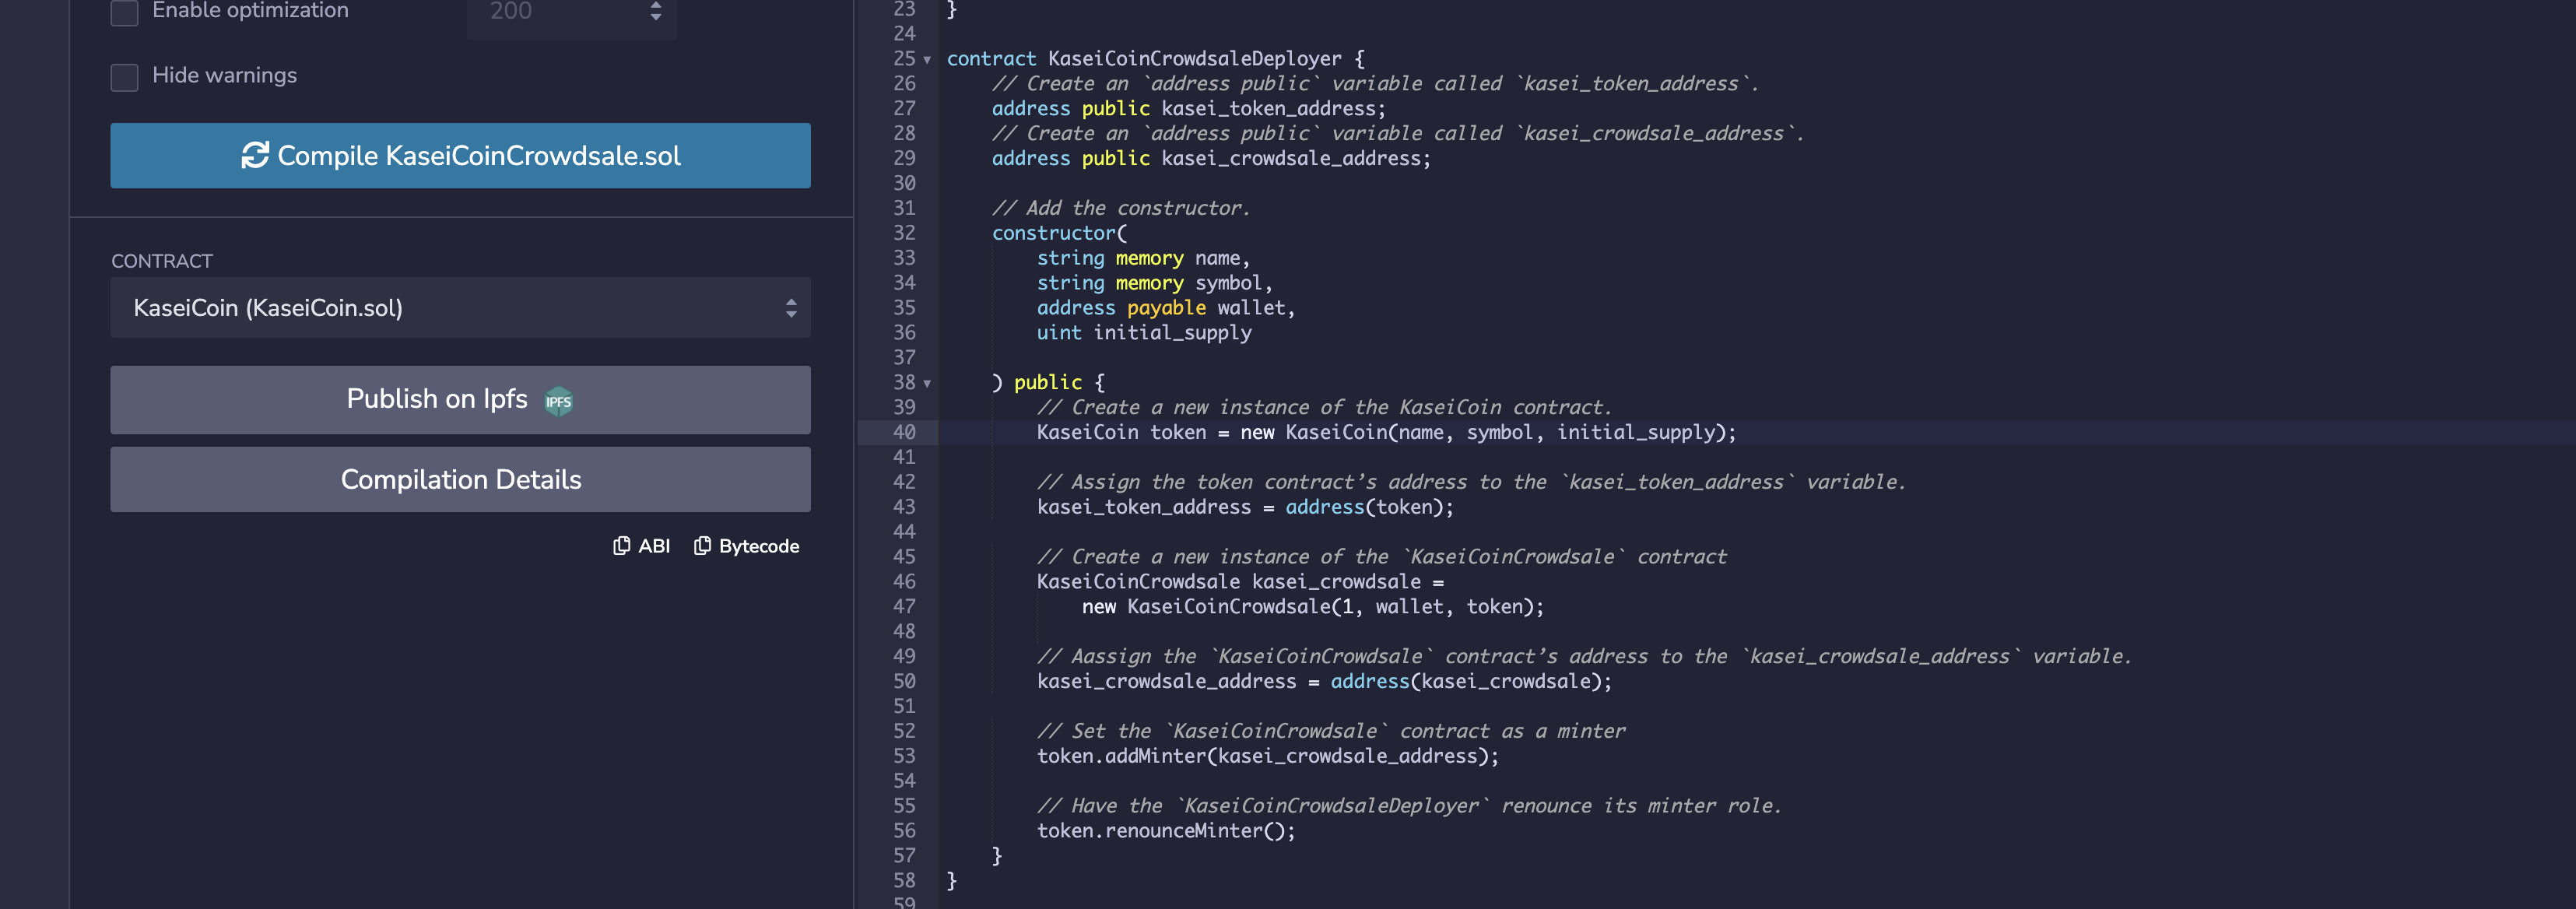 Enable optimization
200
Hide warnings
Compile KaseiCoinCrowdsale.sol
CONTRACT
KaseiCoin (KaseiCoin.sol)
Publish on Ipfs IPFS
Compilation Details
ABI Bytecode
23 }
24
25 contract KaseiCoinCrowdsaleDeployer {
26 // Create an `address public` variable called `kasei_token_address`.
27 address public kasei_token_address;
28 // Create an `address public` variable called `kasei_crowdsale_address`.
29 address public kasei_crowdsale_address;
30
31 // Add the constructor.
32 constructor(
33 string memory name,
34 string memory symbol,
35 address payable wallet,
36 uint initial_supply
37
38 ) public {
39 // Create a new instance of the KaseiCoin contract.
40 KaseiCoin token = new KaseiCoin(name, symbol, initial_supply);
41
42 // Assign the token contract’s address to the `kasei_token_address` variable.
43 kasei_token_address = address(token);
44
45 // Create a new instance of the `KaseiCoinCrowdsale` contract
46 KaseiCoinCrowdsale kasei_crowdsale =
47 new KaseiCoinCrowdsale(1, wallet, token);
48
49 // Aassign the `KaseiCoinCrowdsale` contract’s address to the `kasei_crowdsale_address` variable.
50 kasei_crowdsale_address = address(kasei_crowdsale);
51
52 // Set the `KaseiCoinCrowdsale` contract as a minter
53 token.addMinter(kasei_crowdsale_address);
54
55 // Have the `KaseiCoinCrowdsaleDeployer` renounce its minter role.
56 token.renounceMinter();
57 }
58 }
59